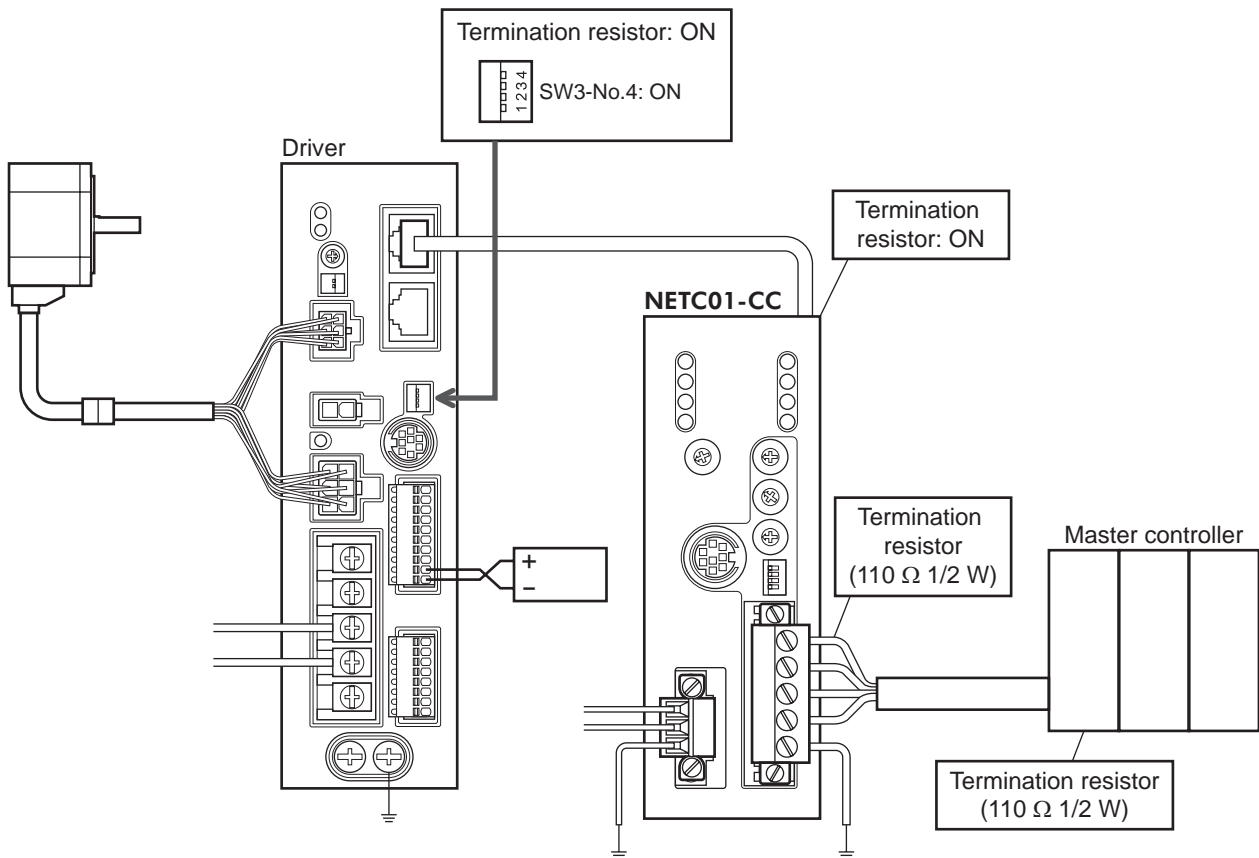 Termination resistor: ON
1234
SW3-No.4: ON
Driver
Termination
resistor: ON
NETC01-CC
+
−
Termination
resistor
(110 Ω 1/2 W)
Master controller
Termination resistor
(110 Ω 1/2 W)